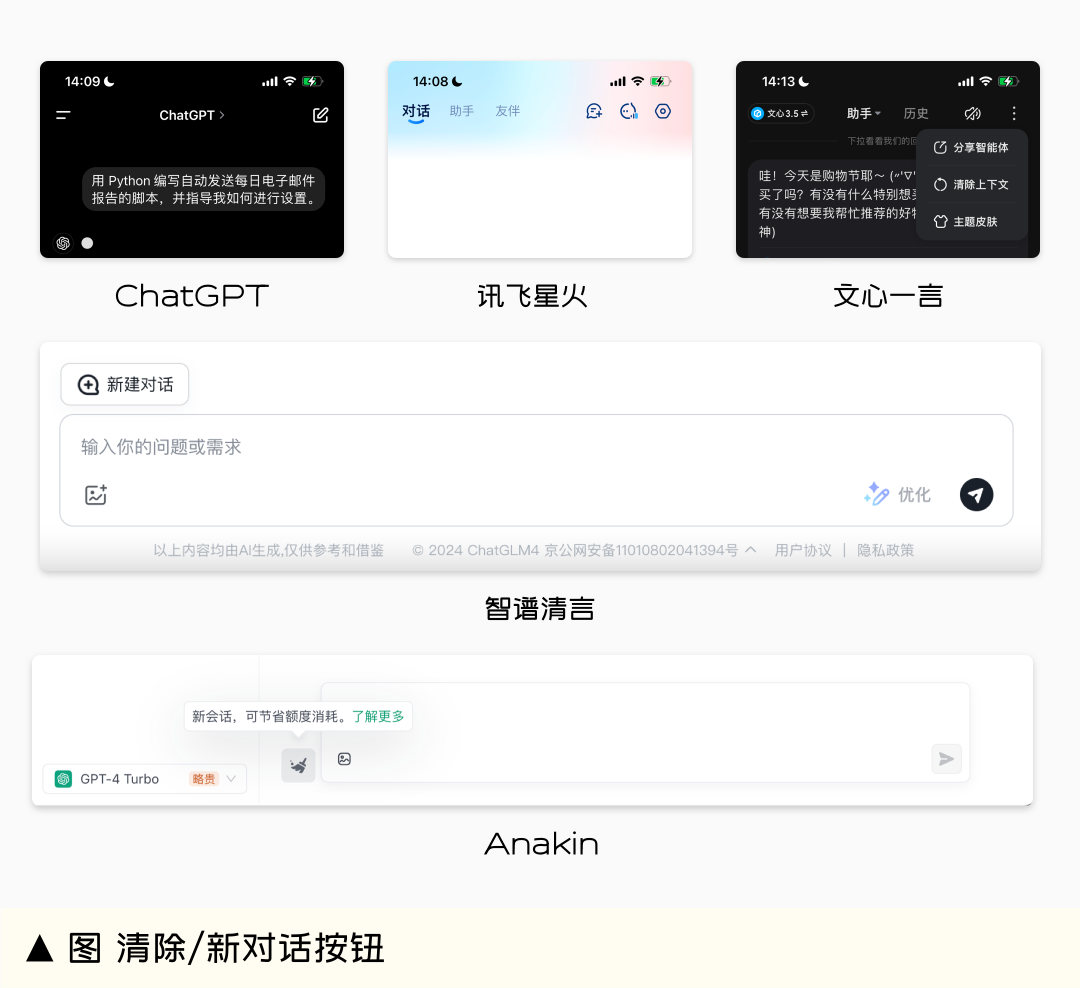 14:09
ChatGPT
用 Python 编写自动发送每日电子邮件
报告的脚本，并指导我如何进行设置。
ChatGPT
14:08
对话 助手 友伴
讯飞星火
14:13
文心3.5 助手 历史
下拉看看我们的
分享智能体
清除上下文
主题皮肤
哇！今天是购物节耶～
买了吗？有没有什么特别想
有没有想要我帮忙推荐的好
神)
文心一言
新建对话
输入你的问题或需求
优化
以上内容均由AI生成,仅供参考和借鉴 © 2024 ChatGLM4 京公网安备11010802041394号 用户协议 | 隐私政策
智谱清言
新会话，可节省额度消耗。了解更多
GPT-4 Turbo 略贵
Anakin
▲ 图 清除/新对话按钮